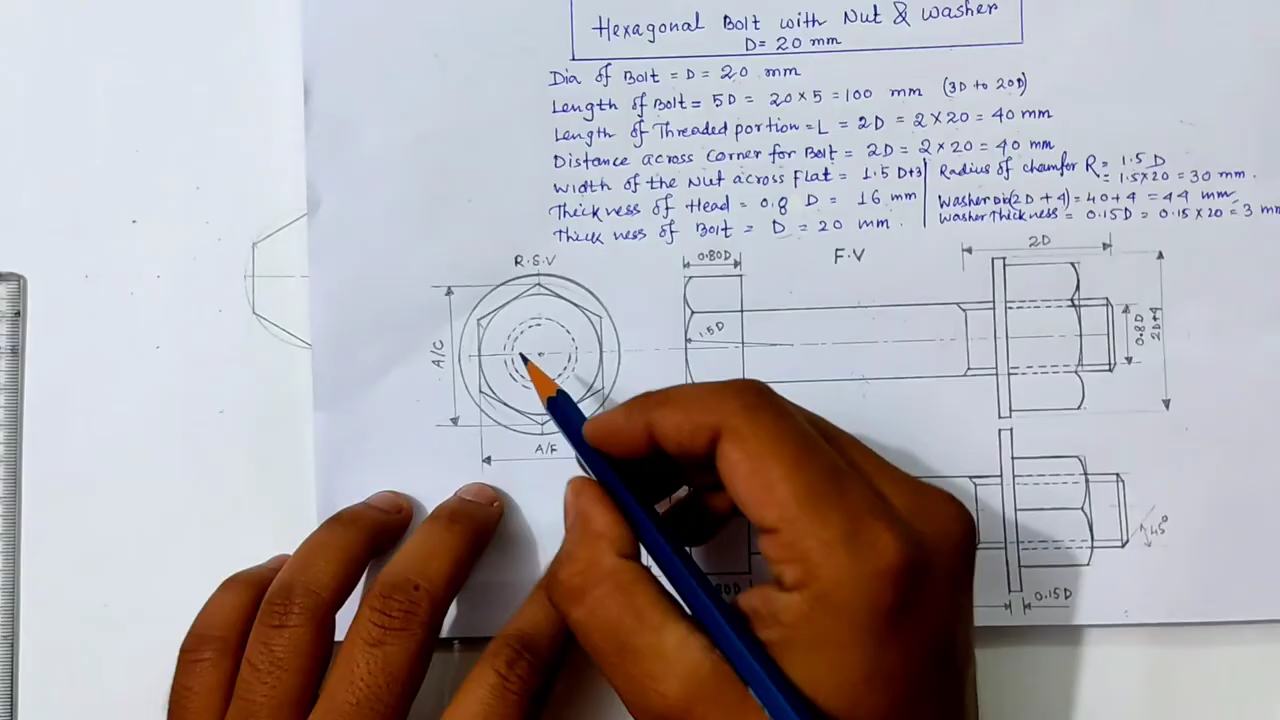 Hexagonal Bolt with Nut & washer
D= 20 mm
Dia of Bolt = D = 20 mm
Length of Bolt= 5D = 20×5 =100 mm (3D to 20D)
Length of Threaded portion = L = 2D = 2×20 = 40 mm
Distance across corner for Bolt = 2D = 2×20 = 40 mm
Width of the Nut across Flat = 1.5 D+3
Thickness of Head = 0.8 D = 16 mm
Thickness of Bolt = D = 20 mm.
Radius of chamfor R = 1.5 D
= 1.5×20 = 30 mm.
Washer Dia(2D + 4) = 40+4 = 44 mm
Washer Thickness = 0.15D = 0.15×20 = 3 mm
R.S.V
0.80D
F.V
2D
A/C
1.5D
0.8D
2D+4
A/F
45°
0.15D